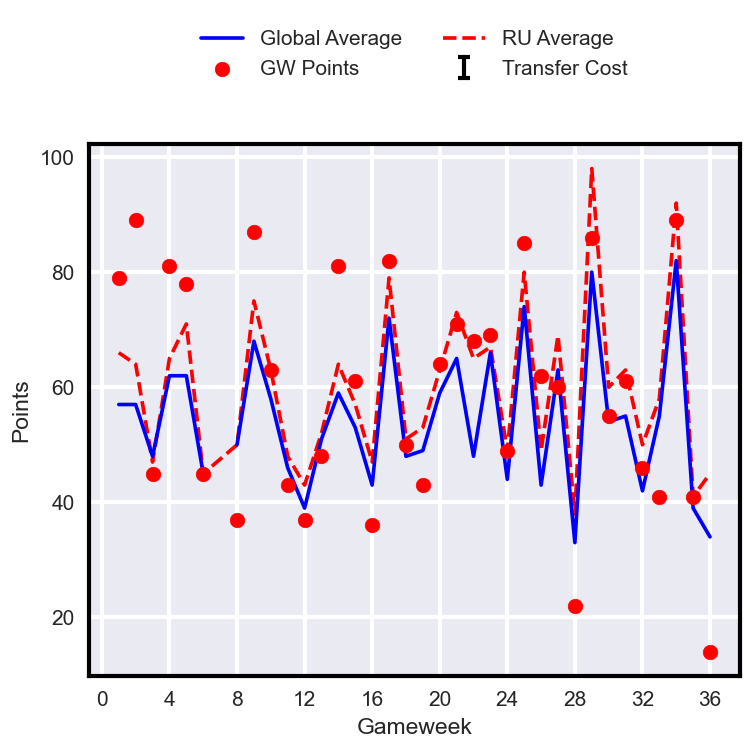 Global Average
RU Average
GW Points
Transfer Cost
100
80
60
40
20
Points
0 4 8 12 16 20 24 28 32 36
Gameweek